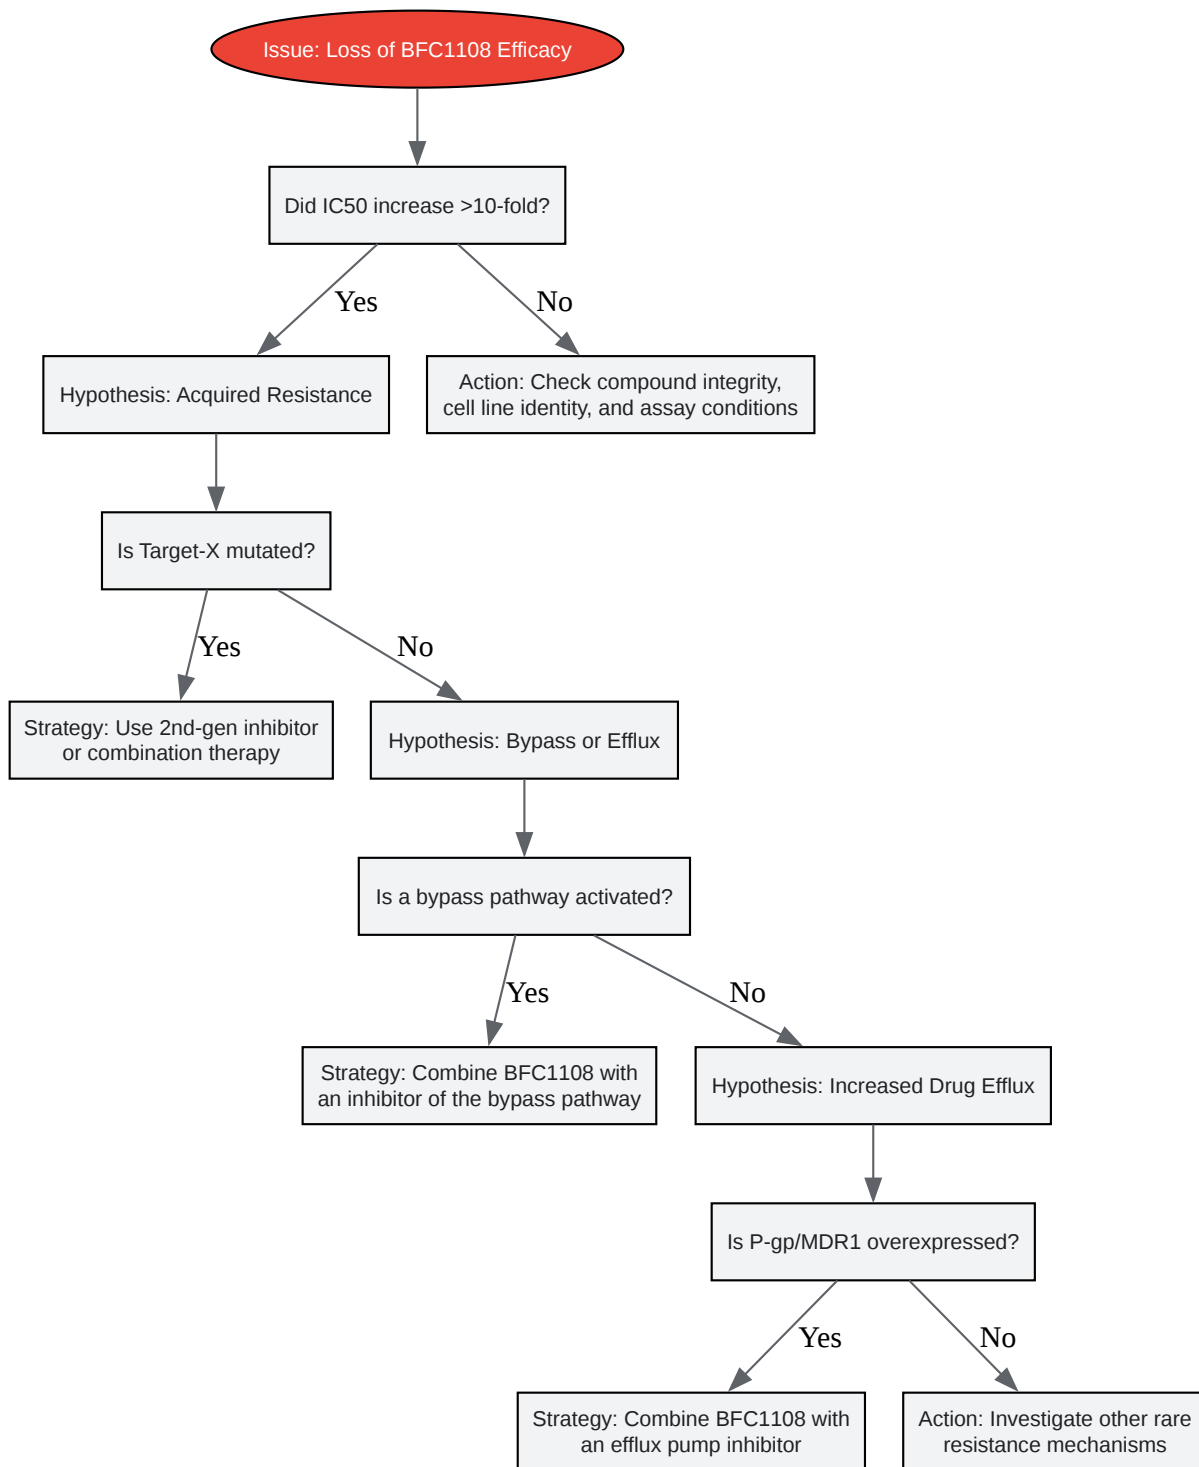 Issue: Loss of BFC1108 Efficacy
Did IC50 increase >10-fold?
Yes
No
Hypothesis: Acquired Resistance
Action: Check compound integrity,
cell line identity, and assay conditions
Is Target-X mutated?
Yes
No
Strategy: Use 2nd-gen inhibitor
or combination therapy
Hypothesis: Bypass or Efflux
Is a bypass pathway activated?
Yes
No
Strategy: Combine BFC1108 with
an inhibitor of the bypass pathway
Hypothesis: Increased Drug Efflux
Is P-gp/MDR1 overexpressed?
Yes
No
Strategy: Combine BFC1108 with
an efflux pump inhibitor
Action: Investigate other rare
resistance mechanisms